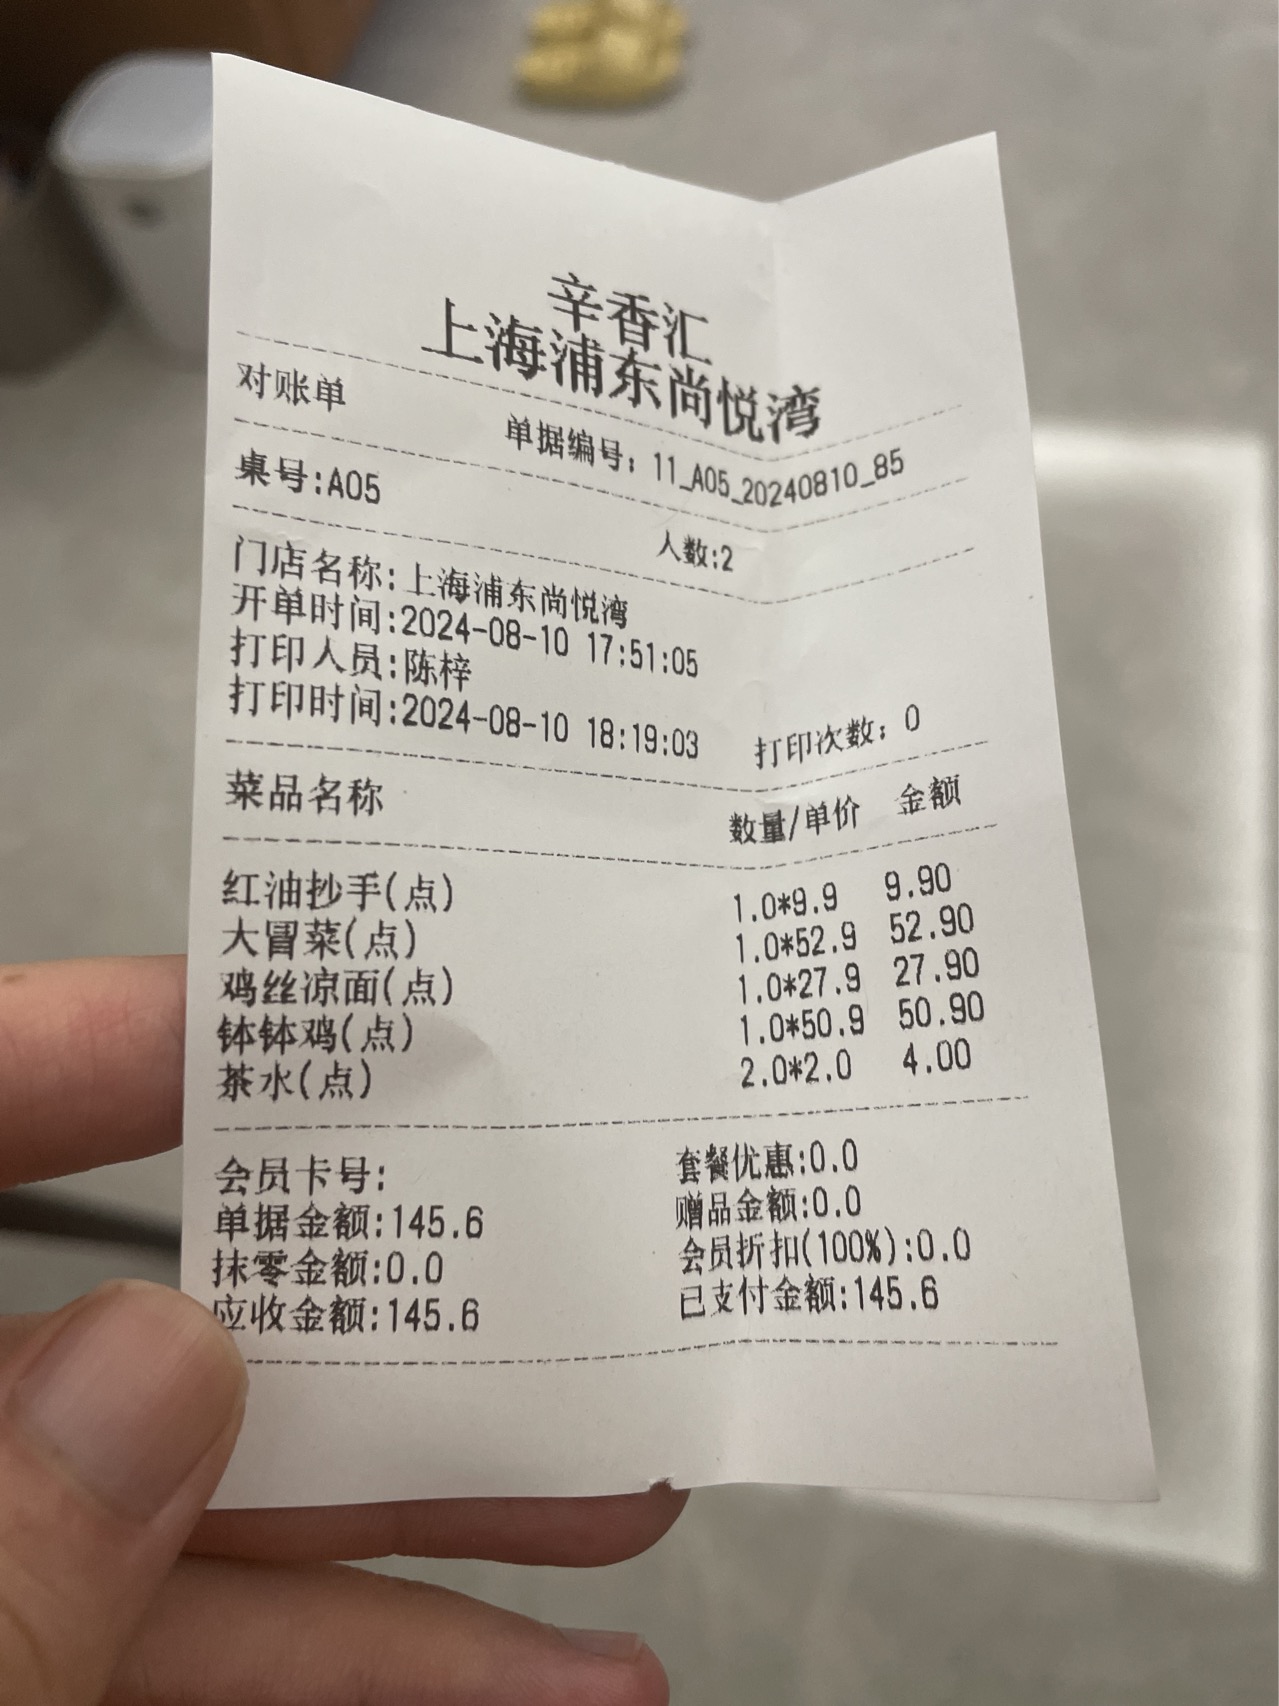 辛香汇
上海浦东尚悦湾
对账单 单据编号：11_A05_20240810_85
桌号:A05 人数:2
门店名称:上海浦东尚悦湾
开单时间:2024-08-10 17:51:05
打印人员:陈梓
打印时间:2024-08-10 18:19:03 打印次数：0
菜品名称 数量/单价 金额
红油抄手(点) 1.0*9.9 9.90
大冒菜(点) 1.0*52.9 52.90
鸡丝凉面(点) 1.0*27.9 27.90
钵钵鸡(点) 1.0*50.9 50.90
茶水(点) 2.0*2.0 4.00
会员卡号: 套餐优惠:0.0
单据金额:145.6 赠品金额:0.0
抹零金额:0.0 会员折扣(100%):0.0
应收金额:145.6 已支付金额:145.6